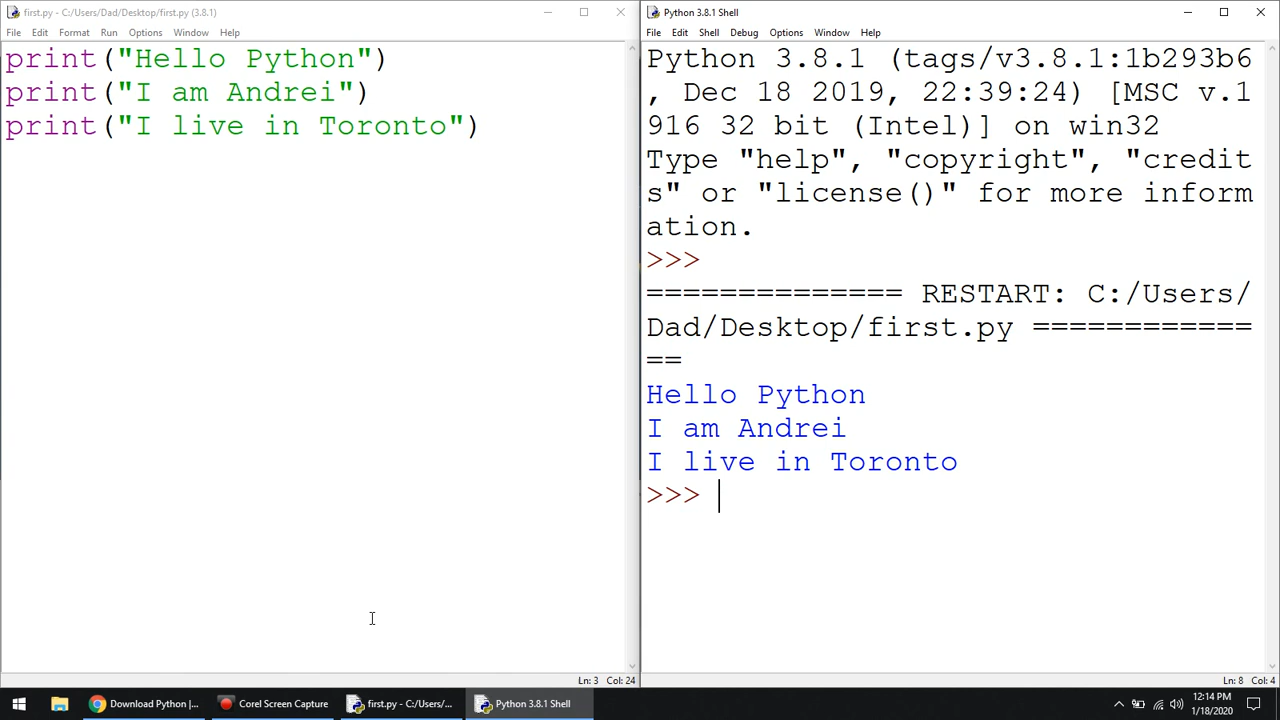 first.py - C:/Users/Dad/Desktop/first.py (3.8.1)
File Edit Format Run Options Window Help
print("Hello Python")
print("I am Andrei")
print("I live in Toronto")
Ln: 3 Col: 24
Python 3.8.1 Shell
File Edit Shell Debug Options Window Help
Python 3.8.1 (tags/v3.8.1:1b293b6
, Dec 18 2019, 22:39:24) [MSC v.1
916 32 bit (Intel)] on win32
Type "help", "copyright", "credit
s" or "license()" for more inform
ation.
>>>
============== RESTART: C:/Users/
Dad/Desktop/first.py ============
==
Hello Python
I am Andrei
I live in Toronto
>>>
Ln: 8 Col: 4
Download Python |...
Corel Screen Capture
first.py - C:/Users/...
Python 3.8.1 Shell
12:14 PM
1/18/2020